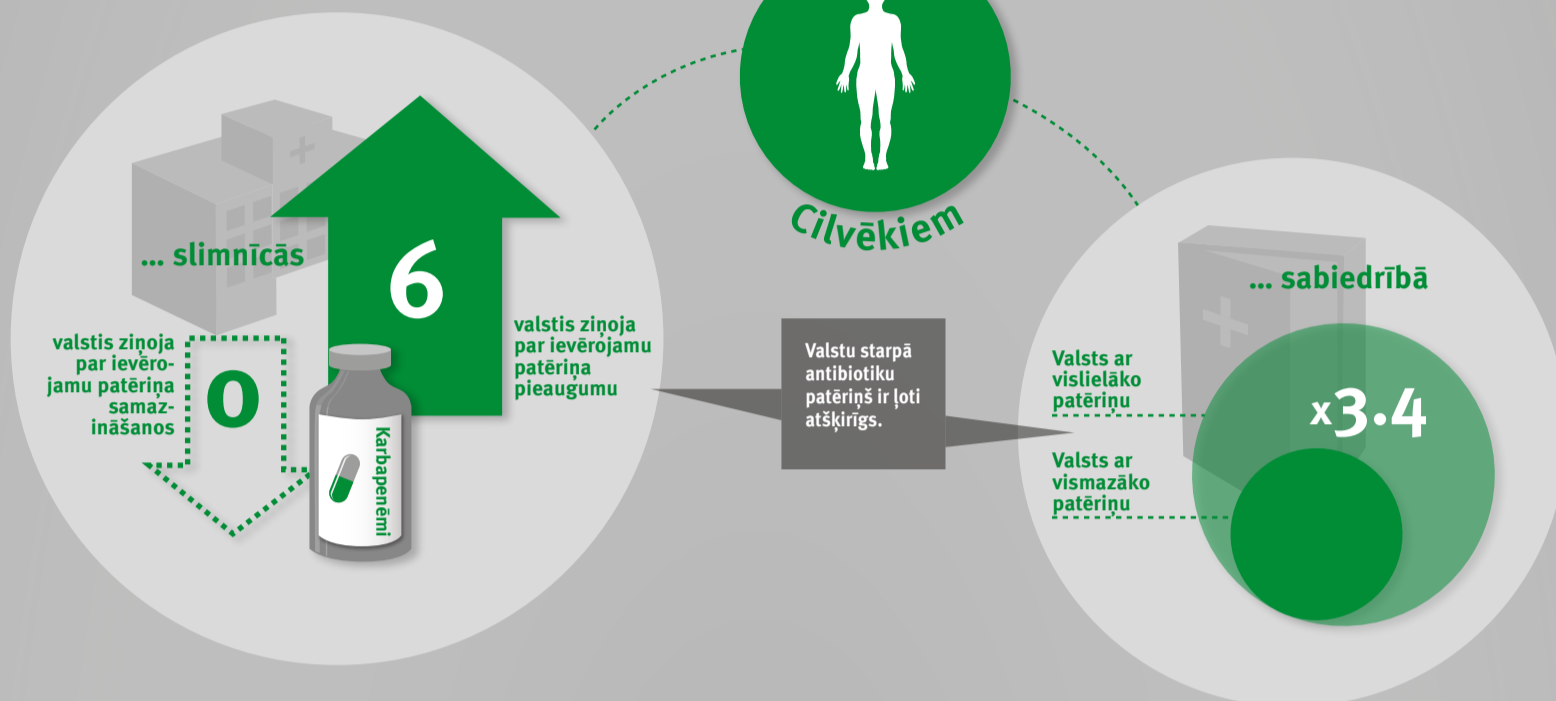 Cilvēkiem
... slimnīcās
6
valstis ziņoja
par ievērojamu
patēriņa
pieaugumu
valstis ziņoja
par ievēro-
jamu patēriņa
samaz-
ināšanos
0
Karbapenēmi
Valstu starpā
antibiotiku
patēriņš ir ļoti
atšķirīgs.
... sabiedrībā
Valsts ar
vislielāko
patēriņu
x3.4
Valsts ar
vismazāko
patēriņu